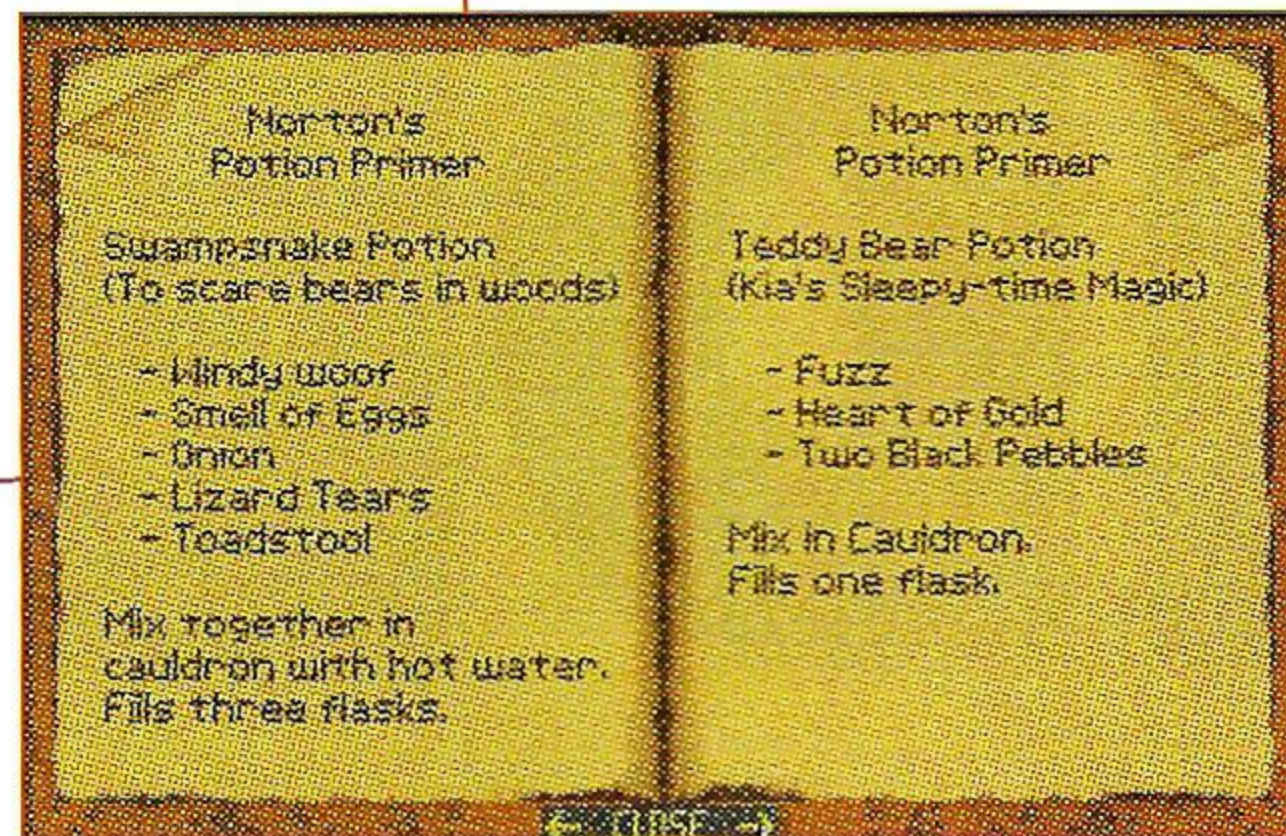 Norton's
Potion Primer
Swampsnake Potion
(To scare bears in woods)
- Windy woof
- Smell of Eggs
- Onion
- Lizard Tears
- Toadstool
Mix together in
cauldron with hot water.
Fills three flasks.
Norton's
Potion Primer
Teddy Bear Potion
(Kia's Sleepy-time Magic)
- Fuzz
- Heart of Gold
- Two Black Pebbles
Mix in Cauldron.
Fills one flask.
← CLOSE →